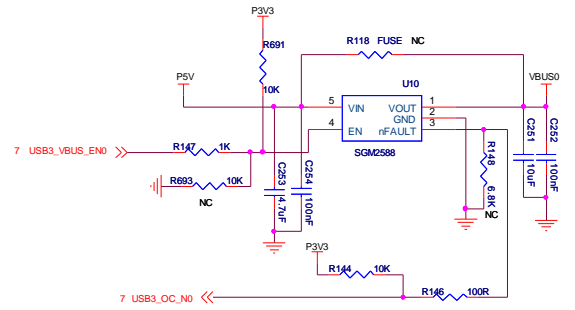 P3V3
R691
10K
R118 FUSE NC
P5V
U10
VBUS0
5 VIN VOUT 1
GND 2
4 EN nFAULT 3
SGM2588
7 USB3_VBUS_EN0
R147 1K
R693 10K
NC
C253
4.7uF
C254
100nF
R148
6.8K
NC
C251
10uF
C252
100nF
P3V3
R144 10K
7 USB3_OC_N0
R146 100R